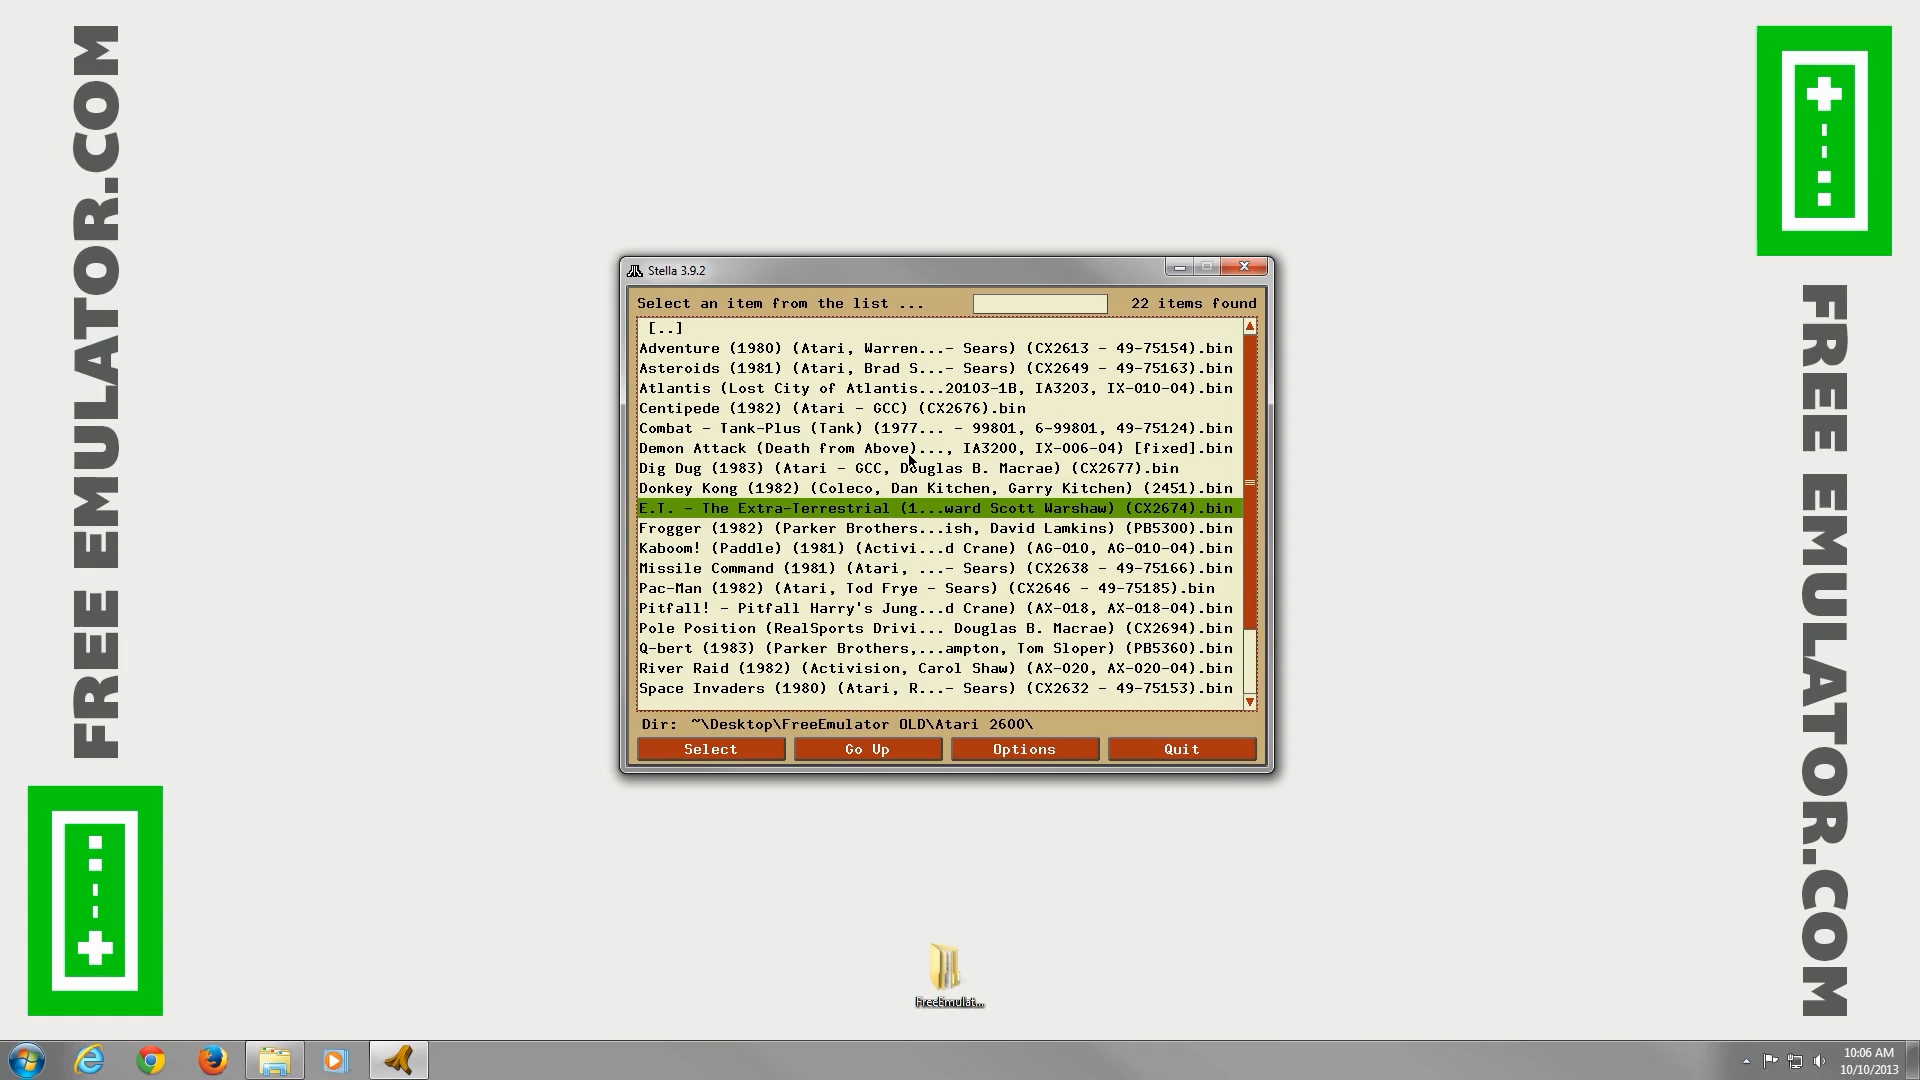 FREE EMULATOR.COM
Stella 3.9.2
Select an item from the list ...
22 items found
[..]
Adventure (1980) (Atari, Warren...- Sears) (CX2613 - 49-75154).bin
Asteroids (1981) (Atari, Brad S...- Sears) (CX2649 - 49-75163).bin
Atlantis (Lost City of Atlantis...20103-1B, IA3203, IX-010-04).bin
Centipede (1982) (Atari - GCC) (CX2676).bin
Combat - Tank-Plus (Tank) (1977... - 99801, 6-99801, 49-75124).bin
Demon Attack (Death from Above)..., IA3200, IX-006-04) [fixed].bin
Dig Dug (1983) (Atari - GCC, Douglas B. Macrae) (CX2677).bin
Donkey Kong (1982) (Coleco, Dan Kitchen, Garry Kitchen) (2451).bin
E.T. - The Extra-Terrestrial (1...ward Scott Warshaw) (CX2674).bin
Frogger (1982) (Parker Brothers...ish, David Lamkins) (PB5300).bin
Kaboom! (Paddle) (1981) (Activi...d Crane) (AG-010, AG-010-04).bin
Missile Command (1981) (Atari, ...- Sears) (CX2638 - 49-75166).bin
Pac-Man (1982) (Atari, Tod Frye - Sears) (CX2646 - 49-75185).bin
Pitfall! - Pitfall Harry's Jung...d Crane) (AX-018, AX-018-04).bin
Pole Position (RealSports Drivi... Douglas B. Macrae) (CX2694).bin
Q-bert (1983) (Parker Brothers,...ampton, Tom Sloper) (PB5360).bin
River Raid (1982) (Activision, Carol Shaw) (AX-020, AX-020-04).bin
Space Invaders (1980) (Atari, R...- Sears) (CX2632 - 49-75153).bin
Dir: ~\Desktop\FreeEmulator OLD\Atari 2600\
Select
Go Up
Options
Quit
FREE EMULATOR.COM
FreeEmulat...
10:06 AM
10/10/2013